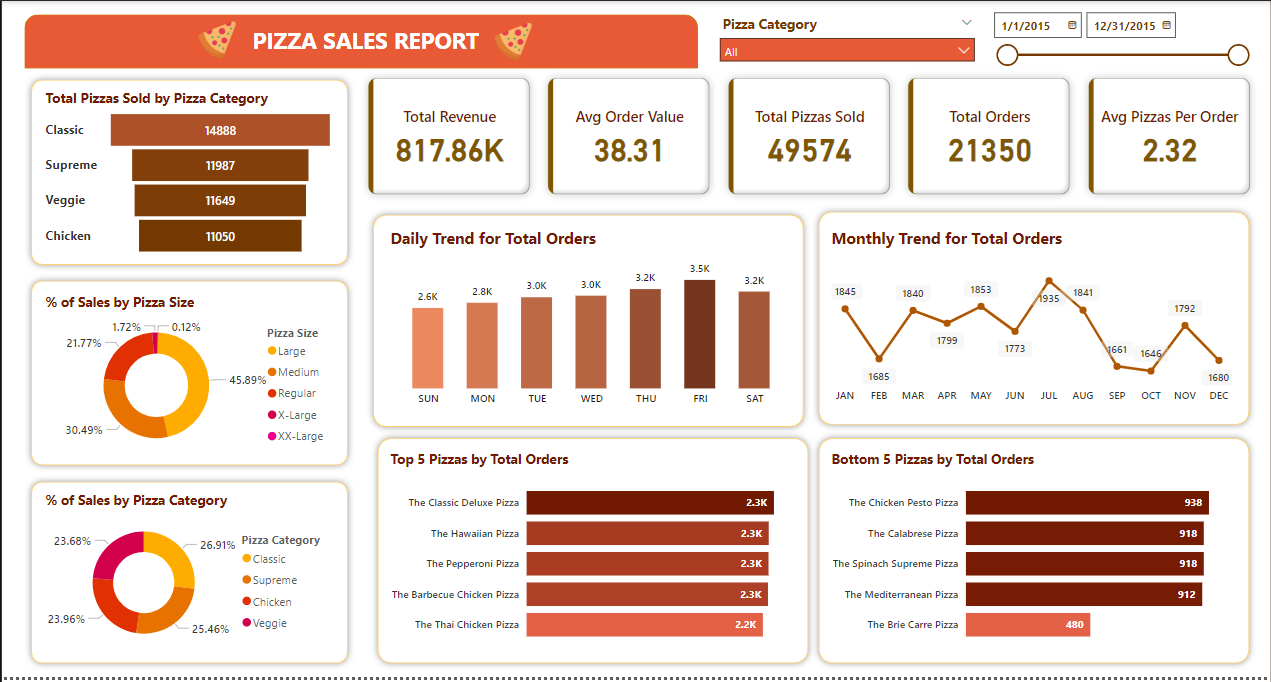 PIZZA SALES REPORT
Pizza Category
All
1/1/2015
12/31/2015
Total Pizzas Sold by Pizza Category
Classic 14888
Supreme 11987
Veggie 11649
Chicken 11050
Total Revenue
817.86K
Avg Order Value
38.31
Total Pizzas Sold
49574
Total Orders
21350
Avg Pizzas Per Order
2.32
% of Sales by Pizza Size
1.72%
0.12%
21.77%
45.89%
30.49%
Pizza Size
Large
Medium
Regular
X-Large
XX-Large
Daily Trend for Total Orders
2.6K 2.8K 3.0K 3.0K 3.2K 3.5K 3.2K
SUN MON TUE WED THU FRI SAT
Monthly Trend for Total Orders
1845 1685 1840 1799 1853 1773 1935 1841 1661 1646 1792 1680
JAN FEB MAR APR MAY JUN JUL AUG SEP OCT NOV DEC
% of Sales by Pizza Category
23.68%
26.91%
23.96%
25.46%
Pizza Category
Classic
Supreme
Chicken
Veggie
Top 5 Pizzas by Total Orders
The Classic Deluxe Pizza 2.3K
The Hawaiian Pizza 2.3K
The Pepperoni Pizza 2.3K
The Barbecue Chicken Pizza 2.3K
The Thai Chicken Pizza 2.2K
Bottom 5 Pizzas by Total Orders
The Chicken Pesto Pizza 938
The Calabrese Pizza 918
The Spinach Supreme Pizza 918
The Mediterranean Pizza 912
The Brie Carre Pizza 480